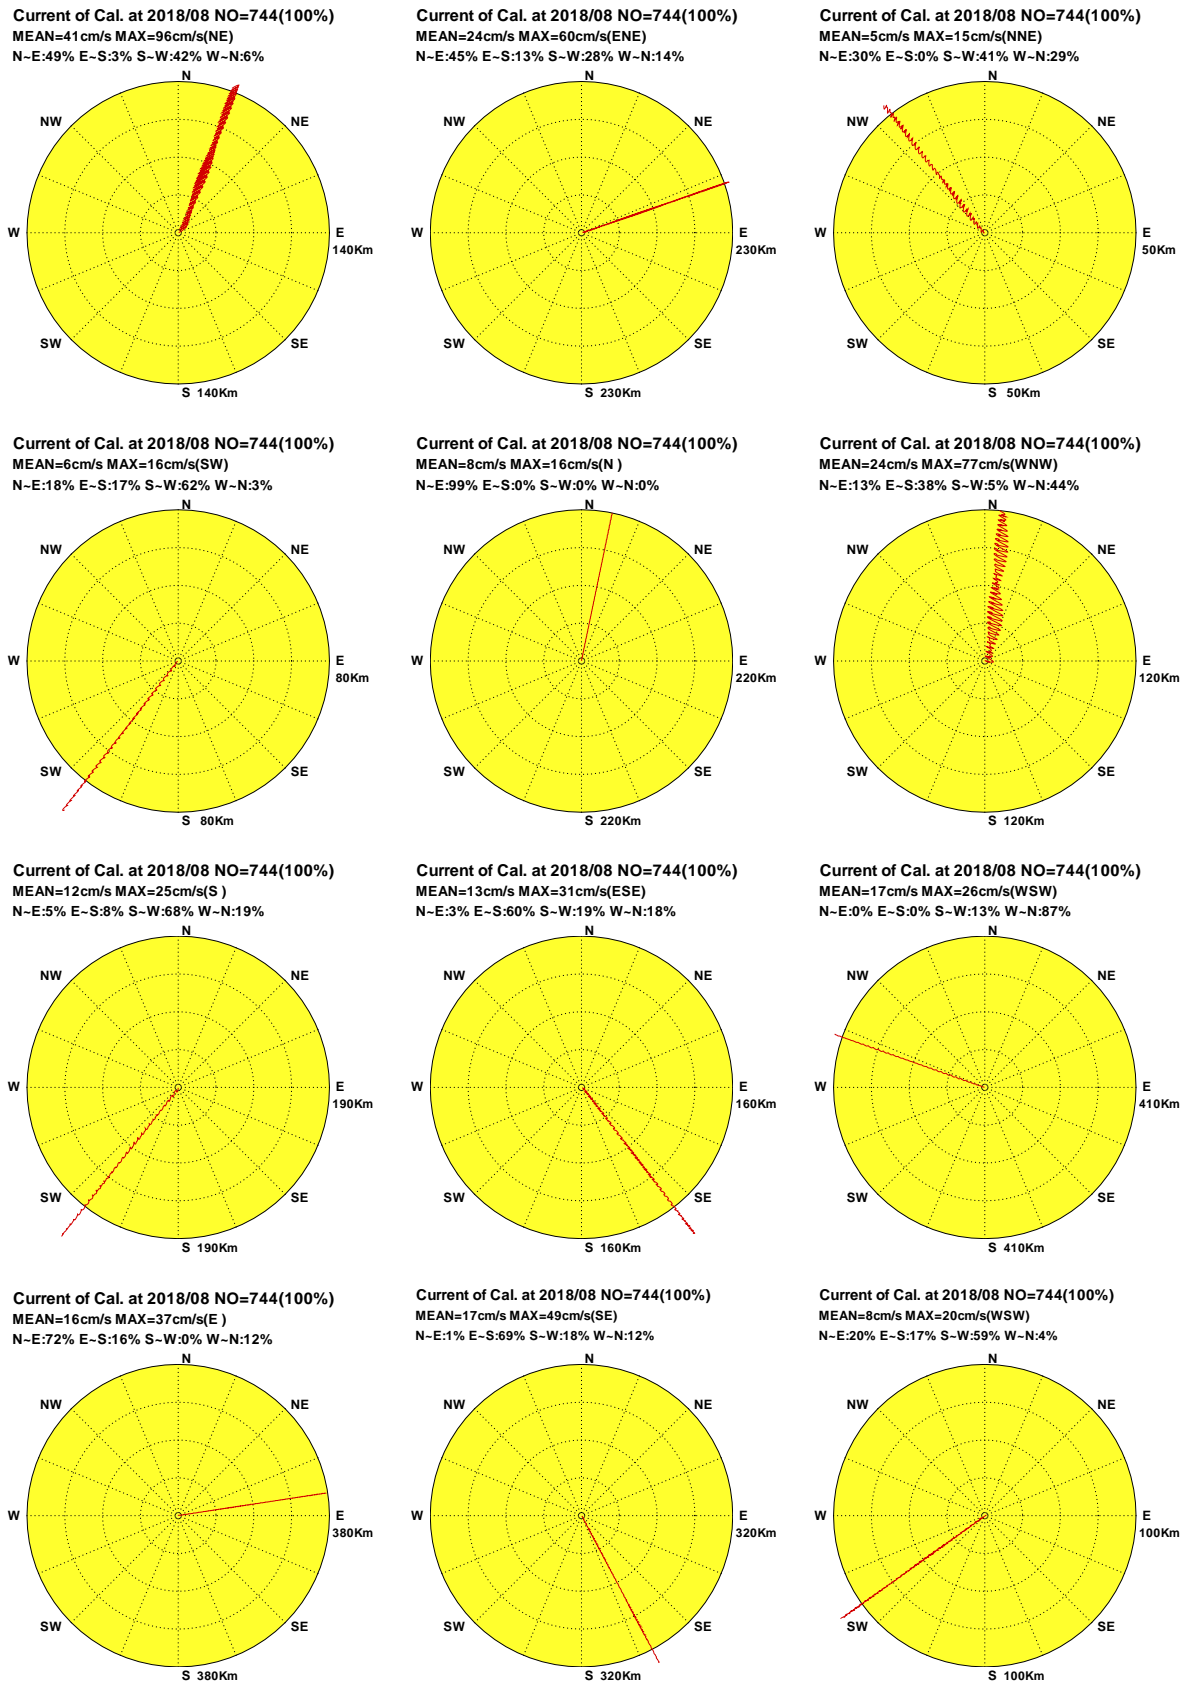 Current of Cal. at 2018/08 NO=744(100%)
MEAN=41cm/s MAX=96cm/s(NE)
N~E:49% E~S:3% S~W:42% W~N:6%
N
NW
NE
W
E
140Km
SW
SE
S 140Km
Current of Cal. at 2018/08 NO=744(100%)
MEAN=24cm/s MAX=60cm/s(ENE)
N~E:45% E~S:13% S~W:28% W~N:14%
N
NW
NE
W
E
230Km
SW
SE
S 230Km
Current of Cal. at 2018/08 NO=744(100%)
MEAN=5cm/s MAX=15cm/s(NNE)
N~E:30% E~S:0% S~W:41% W~N:29%
N
NW
NE
W
E
50Km
SW
SE
S 50Km
Current of Cal. at 2018/08 NO=744(100%)
MEAN=6cm/s MAX=16cm/s(SW)
N~E:18% E~S:17% S~W:62% W~N:3%
N
NW
NE
W
E
80Km
SW
SE
S 80Km
Current of Cal. at 2018/08 NO=744(100%)
MEAN=8cm/s MAX=16cm/s(N )
N~E:99% E~S:0% S~W:0% W~N:0%
N
NW
NE
W
E
220Km
SW
SE
S 220Km
Current of Cal. at 2018/08 NO=744(100%)
MEAN=24cm/s MAX=77cm/s(WNW)
N~E:13% E~S:38% S~W:5% W~N:44%
N
NW
NE
W
E
120Km
SW
SE
S 120Km
Current of Cal. at 2018/08 NO=744(100%)
MEAN=12cm/s MAX=25cm/s(S )
N~E:5% E~S:8% S~W:68% W~N:19%
N
NW
NE
W
E
190Km
SW
SE
S 190Km
Current of Cal. at 2018/08 NO=744(100%)
MEAN=13cm/s MAX=31cm/s(ESE)
N~E:3% E~S:60% S~W:19% W~N:18%
N
NW
NE
W
E
160Km
SW
SE
S 160Km
Current of Cal. at 2018/08 NO=744(100%)
MEAN=17cm/s MAX=26cm/s(WSW)
N~E:0% E~S:0% S~W:13% W~N:87%
N
NW
NE
W
E
410Km
SW
SE
S 410Km
Current of Cal. at 2018/08 NO=744(100%)
MEAN=16cm/s MAX=37cm/s(E )
N~E:72% E~S:16% S~W:0% W~N:12%
N
NW
NE
W
E
380Km
SW
SE
S 380Km
Current of Cal. at 2018/08 NO=744(100%)
MEAN=17cm/s MAX=49cm/s(SE)
N~E:1% E~S:69% S~W:18% W~N:12%
N
NW
NE
W
E
320Km
SW
SE
S 320Km
Current of Cal. at 2018/08 NO=744(100%)
MEAN=8cm/s MAX=20cm/s(WSW)
N~E:20% E~S:17% S~W:59% W~N:4%
N
NW
NE
W
E
100Km
SW
SE
S 100Km